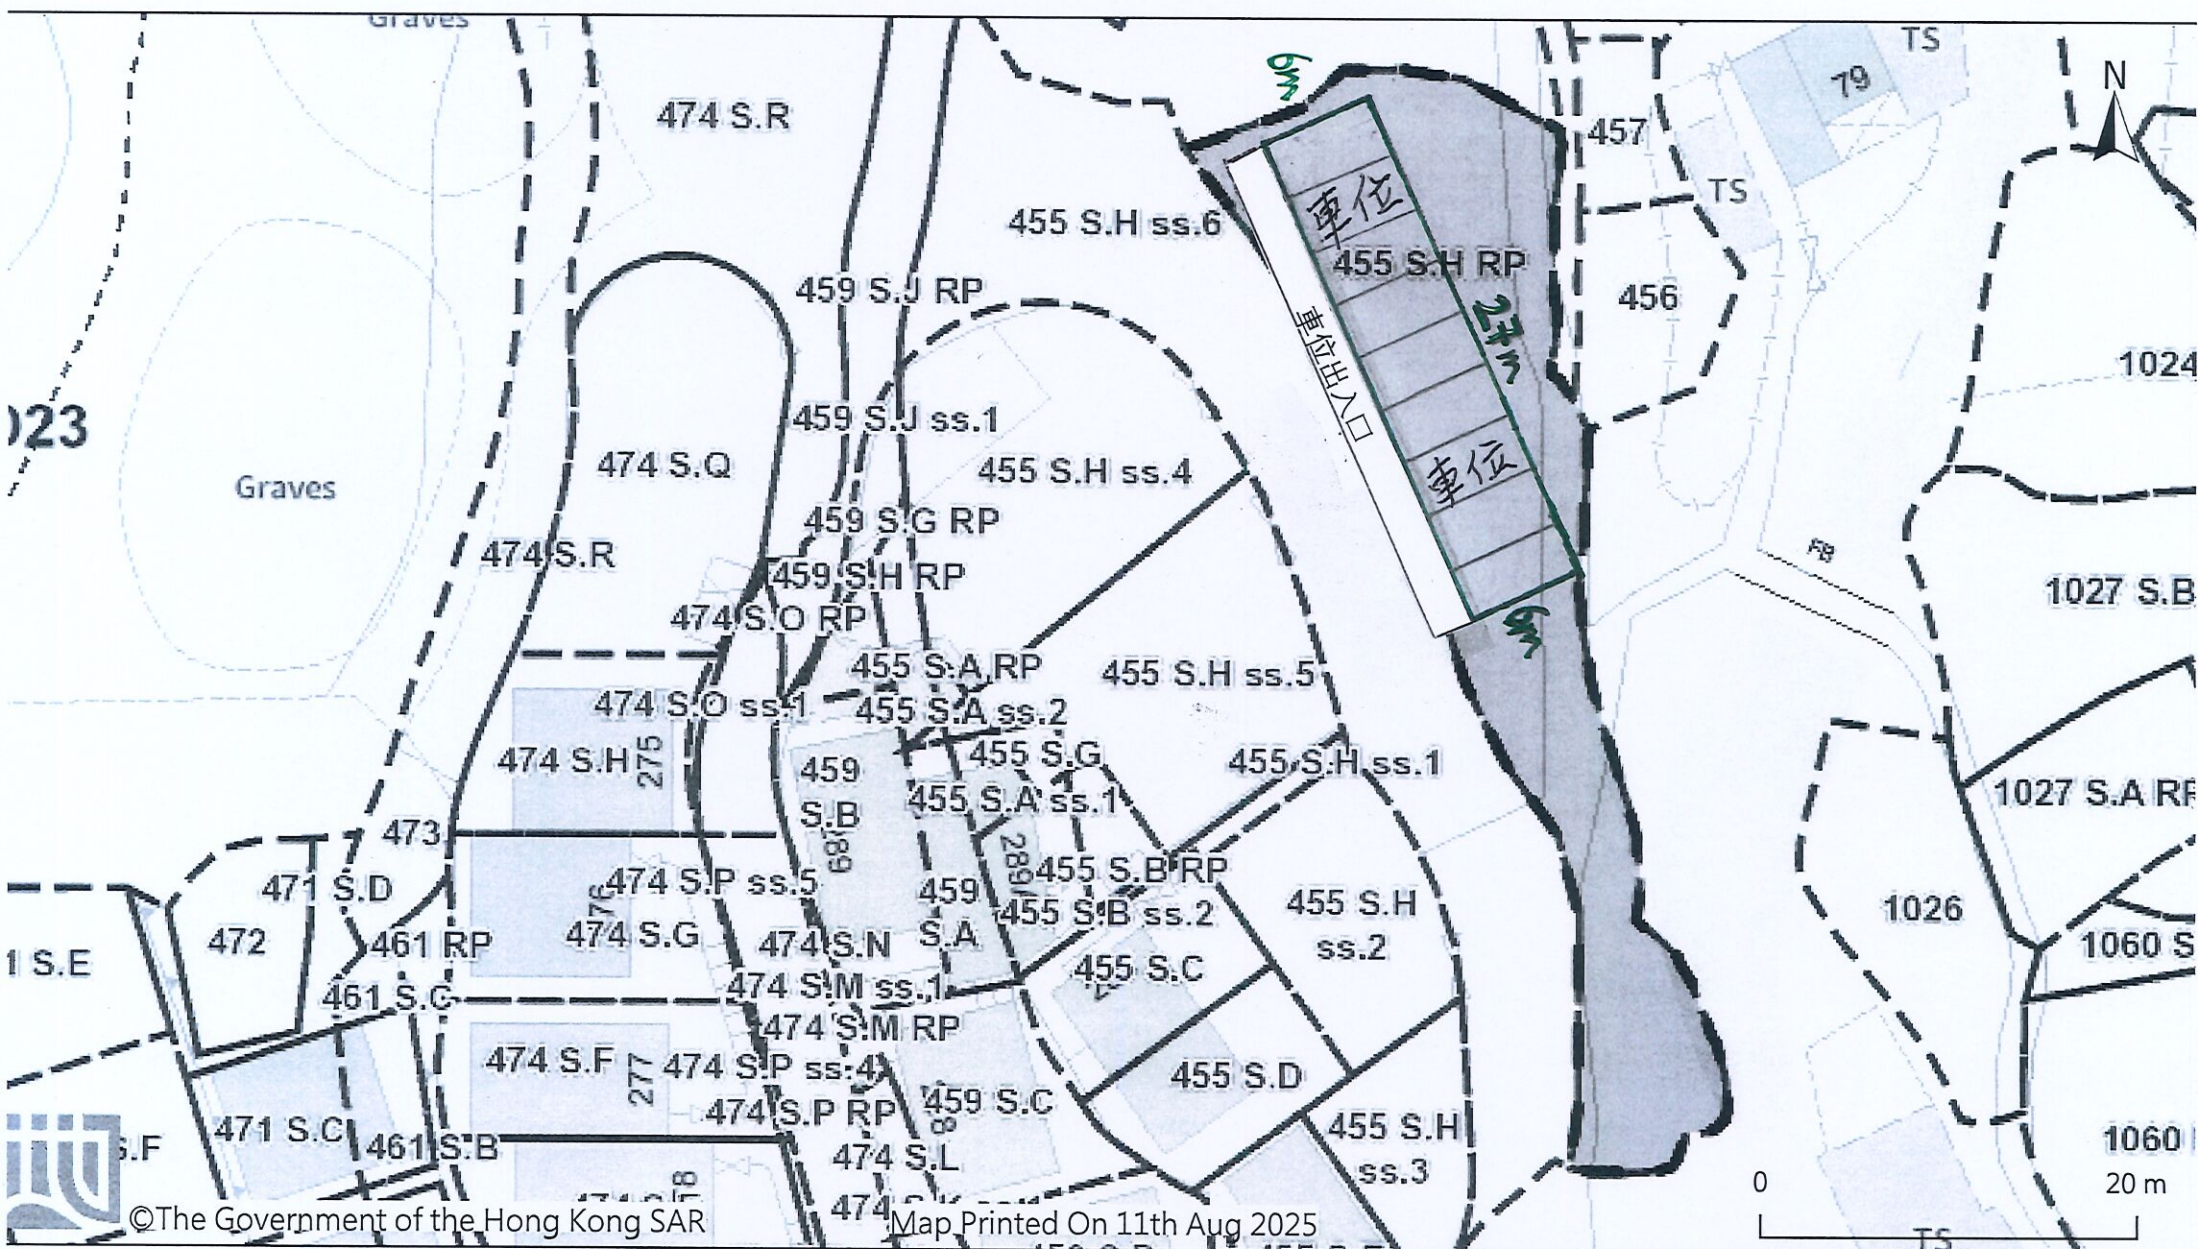 Graves
TS
79
N
6m
474 S.R
457
TS
車位
455 S.H ss.6
455 S.H RP
459 S.J RP
456
27m
車位出入口
1024
023
459 S.J ss.1
474 S.Q
455 S.H ss.4
車位
Graves
459 S.G RP
474 S.R
FB
459 S.H RP
1027 S.B
474 S.O RP
6m
455 S.A RP
455 S.H ss.5
474 S.O ss.1
455 S.A ss.2
474 S.H
275
455 S.G
455 S.H ss.1
459
S.B
455 S.A ss.1
1027 S.A RP
473
289
455 S.B RP
471 S.D
474 S.P ss.5
459
S.A
455 S.H
ss.2
1026
455 S.B ss.2
472
461 RP
474 S.G
474 S.N
1060 S
1 S.E
455 S.C
474 S.M ss.1
461 S.C
474 S.M RP
474 S.F
277
474 S.P ss.4
455 S.D
459 S.C
474 S.P RP
471 S.C
455 S.H
ss.3
1060
S.F
461 S.B
474 S.L
0
20 m
474
©The Government of the Hong Kong SAR
Map Printed On 11th Aug 2025
TS